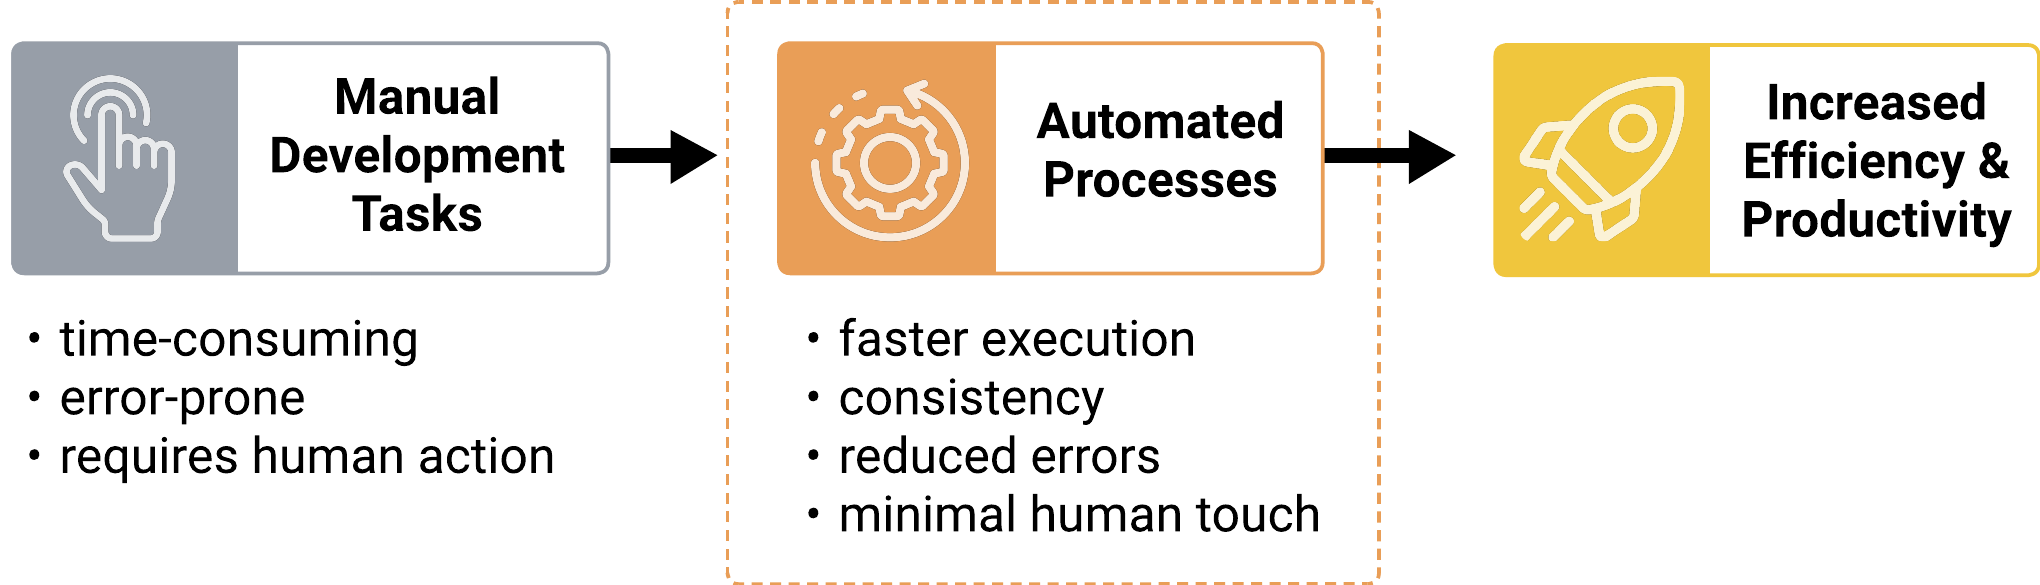 Manual
Development
Tasks
• time-consuming
• error-prone
• requires human action
Automated
Processes
• faster execution
• consistency
• reduced errors
• minimal human touch
Increased
Efficiency &
Productivity